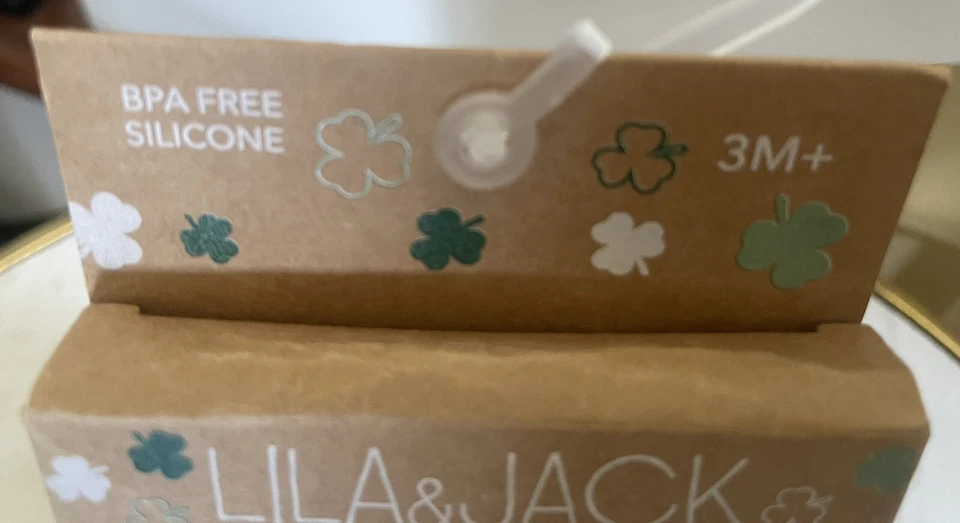 BPA FREE
SILICONE
3M+
LILA&JACK